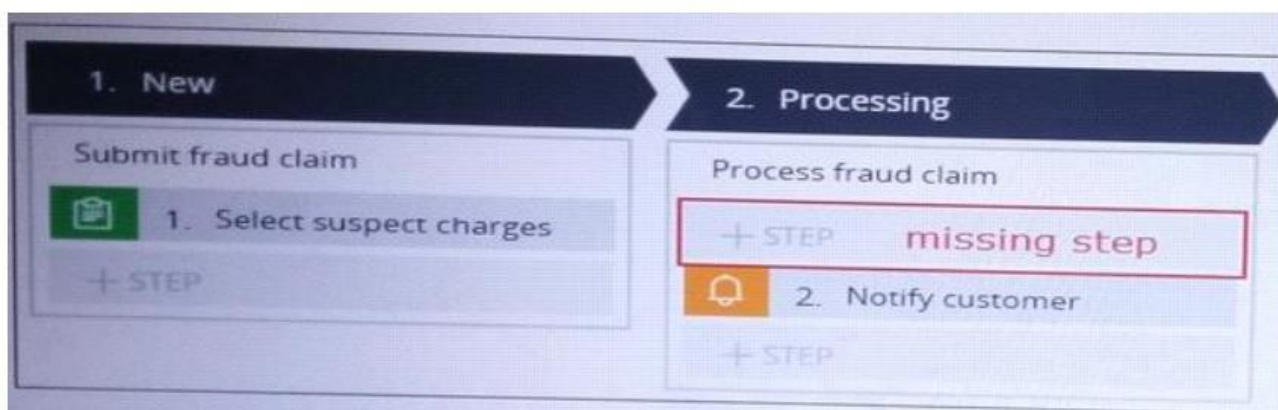 1. New
Submit fraud claim
1. Select suspect charges
+ STEP
2. Processing
Process fraud claim
+ STEP missing step
2. Notify customer
+ STEP